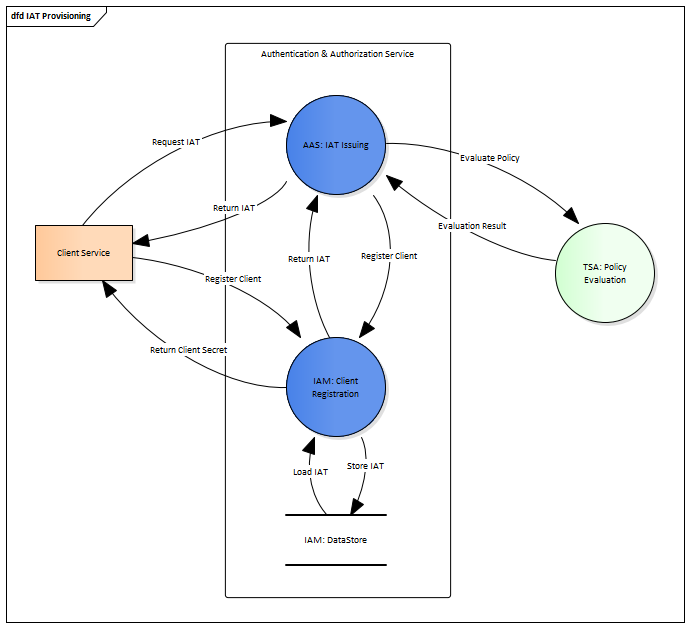 dfd IAT Provisioning
Authentication & Authorization Service
AAS: IAT Issuing
Request IAT
Evaluate Policy
Return IAT
Evaluation Result
Client Service
Return IAT
Register Client
TSA: Policy
Evaluation
Register Client
Return Client Secret
IAM: Client
Registration
Load IAT
Store IAT
IAM: DataStore